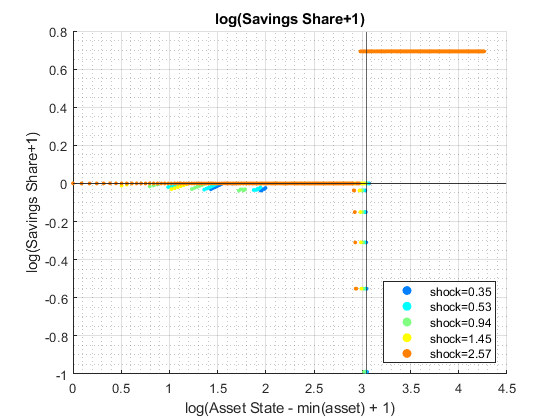 log(Savings Share+1)
0.8
0.6
0.4
0.2
0
-0.2
-0.4
-0.6
-0.8
-1
log(Savings Share+1)
shock=0.35
shock=0.53
shock=0.94
shock=1.45
shock=2.57
0 0.5 1 1.5 2 2.5 3 3.5 4 4.5
log(Asset State - min(asset) + 1)